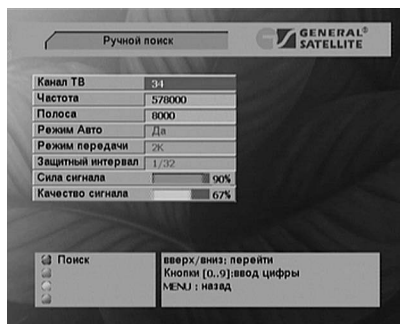 Ручной поиск
GENERAL®
SATELLITE
Канал ТВ 34
Частота 578000
Полоса 8000
Режим Авто Да
Режим передачи 2K
Защитный интервал 1/32
Сила сигнала 90%
Качество сигнала 67%
Поиск
вверх/вниз: перейти
Кнопки [0..9]:ввод цифры
MENU : назад